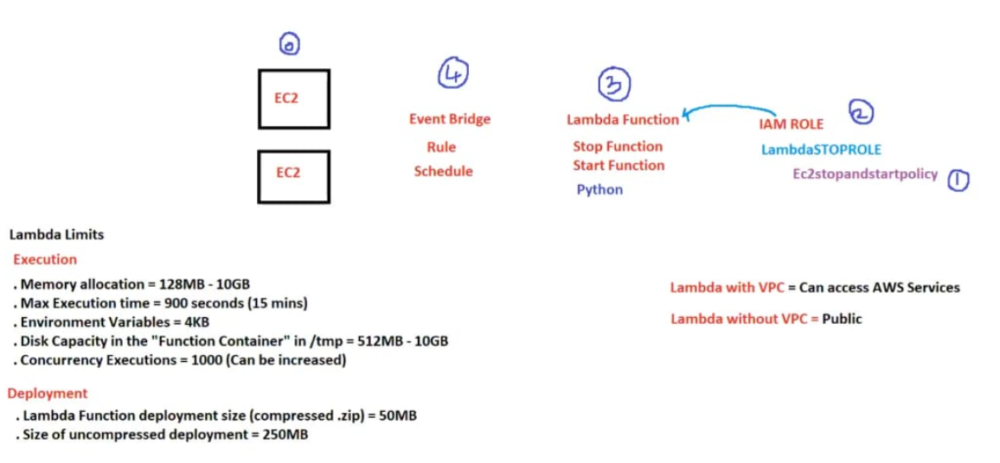 0
EC2
EC2
4
Event Bridge
Rule
Schedule
3
Lambda Function
Stop Function
Start Function
Python
2
IAM ROLE
LambdaSTOPROLE
Ec2stopandstartpolicy
1
Lambda Limits
Execution
. Memory allocation = 128MB - 10GB
. Max Execution time = 900 seconds (15 mins)
. Environment Variables = 4KB
. Disk Capacity in the "Function Container" in /tmp = 512MB - 10GB
. Concurrency Executions = 1000 (Can be increased)
Lambda with VPC = Can access AWS Services
Lambda without VPC = Public
Deployment
. Lambda Function deployment size (compressed .zip) = 50MB
. Size of uncompressed deployment = 250MB